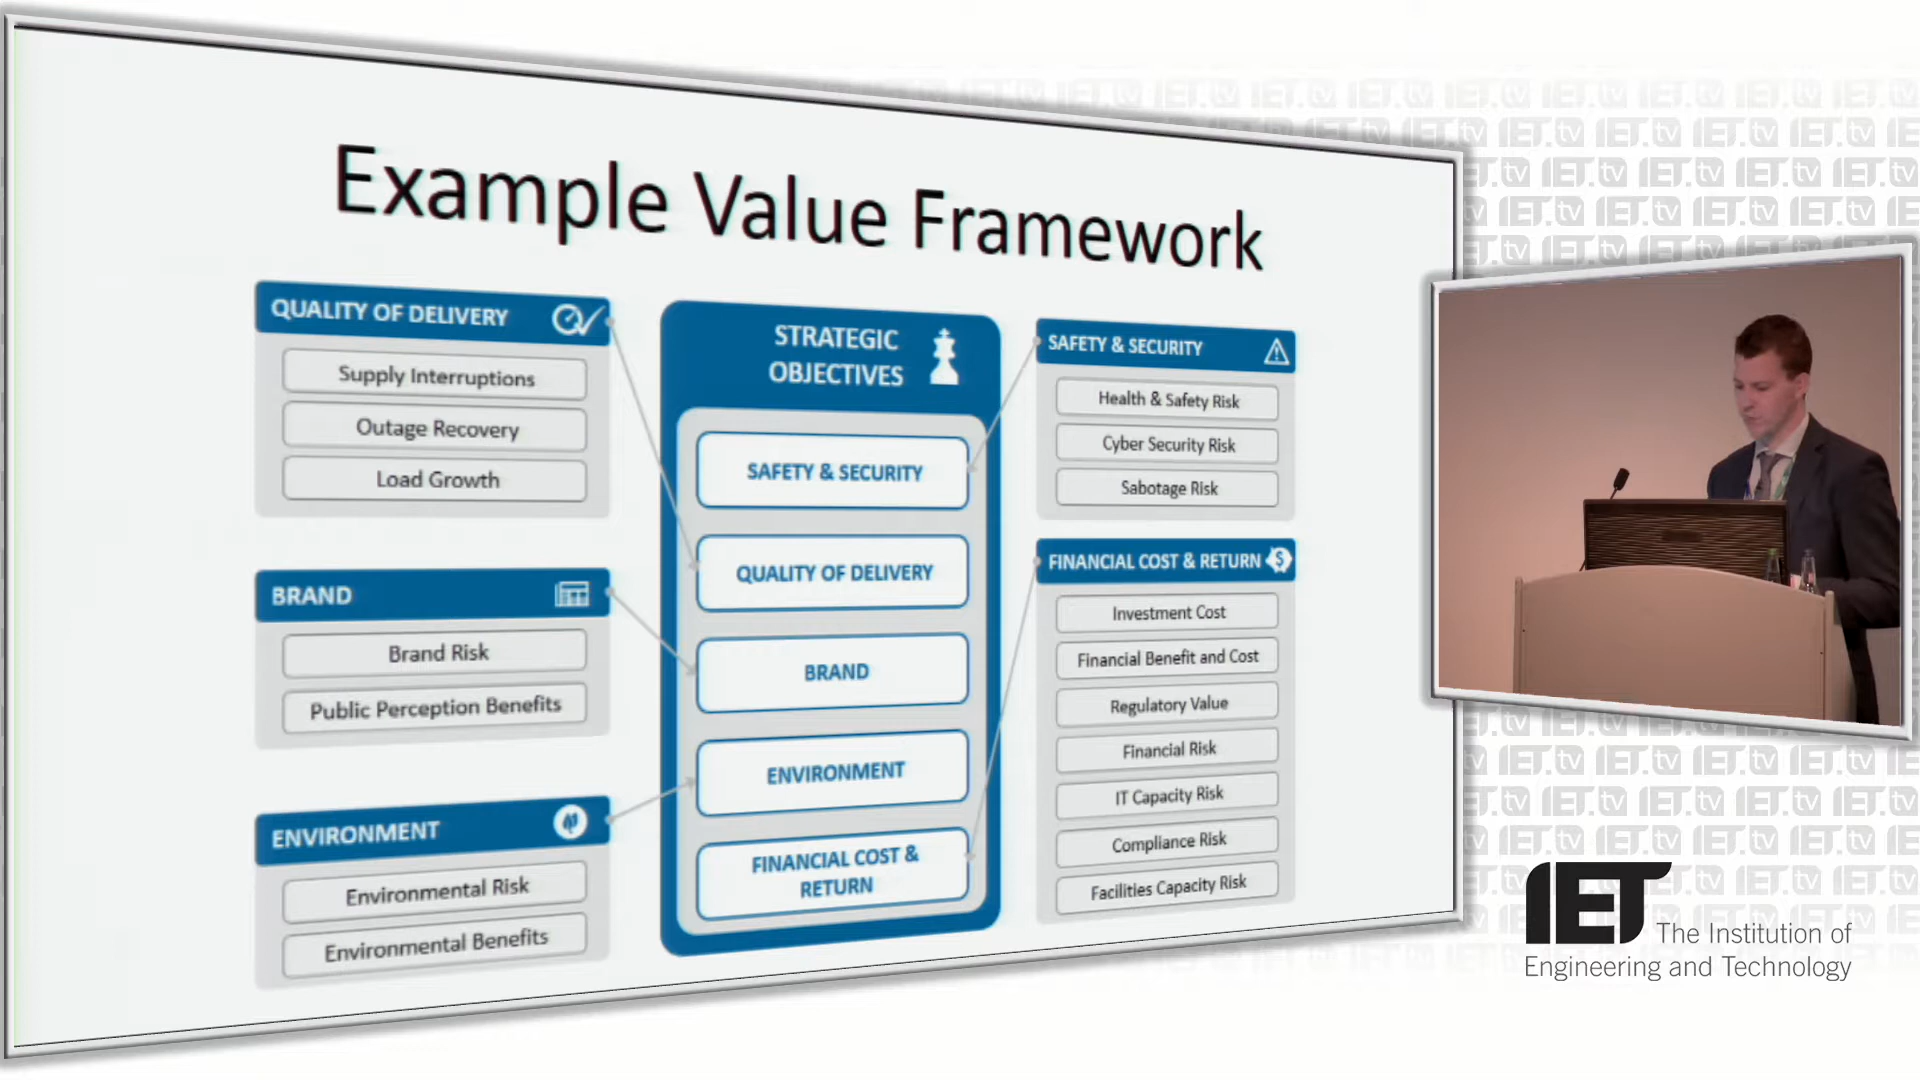 Example Value Framework
QUALITY OF DELIVERY
Supply Interruptions
Outage Recovery
Load Growth
BRAND
Brand Risk
Public Perception Benefits
ENVIRONMENT
Environmental Risk
Environmental Benefits
STRATEGIC
OBJECTIVES
SAFETY & SECURITY
QUALITY OF DELIVERY
BRAND
ENVIRONMENT
FINANCIAL COST &
RETURN
SAFETY & SECURITY
Health & Safety Risk
Cyber Security Risk
Sabotage Risk
FINANCIAL COST & RETURN
$
Investment Cost
Financial Benefit and Cost
Regulatory Value
Financial Risk
IT Capacity Risk
Compliance Risk
Facilities Capacity Risk
IET.tv
IET The Institution of
Engineering and Technology